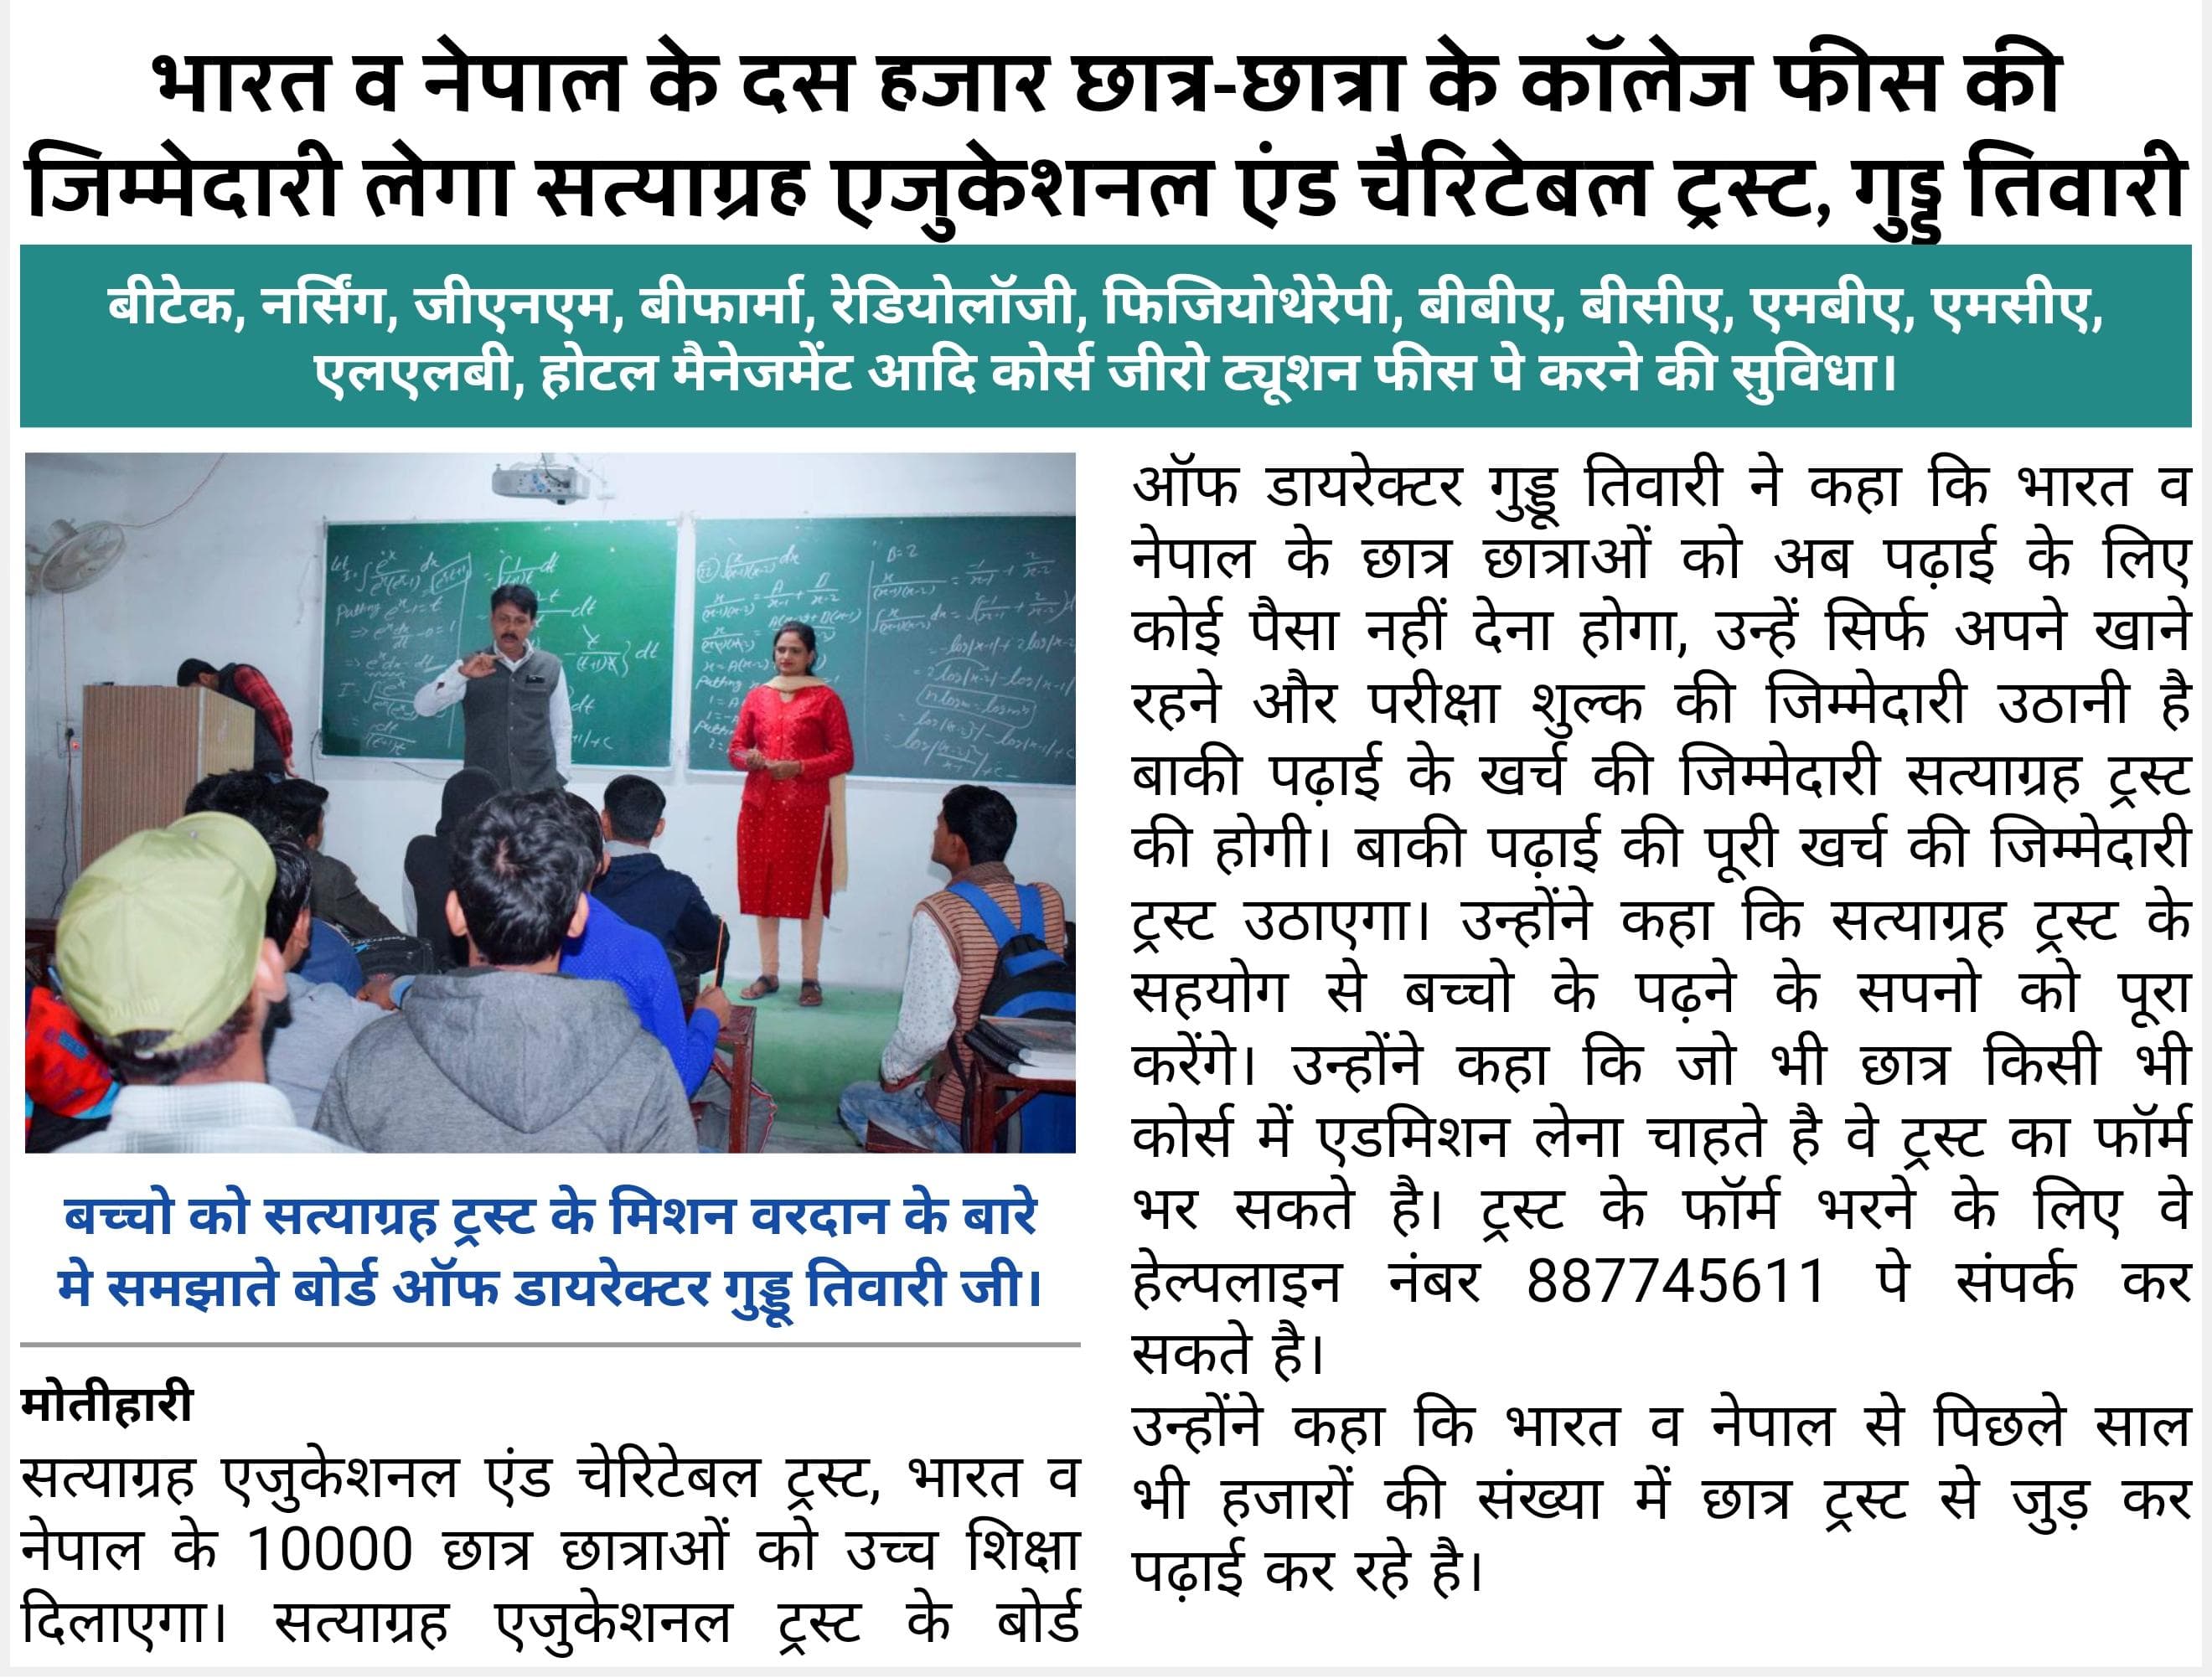 भारत व नेपाल के दस हजार छात्र-छात्रा के कॉलेज फीस की
जिम्मेदारी लेगा सत्याग्रह एजुकेशनल एंड चैरिटेबल ट्रस्ट, गुड्डू तिवारी
बीटेक, नर्सिंग, जीएनएम, बीफार्मा, रेडियोलॉजी, फिजियोथेरेपी, बीबीए, बीसीए, एमबीए, एमसीए,
एलएलबी, होटल मैनेजमेंट आदि कोर्स जीरो ट्यूशन फीस पे करने की सुविधा।
बच्चो को सत्याग्रह ट्रस्ट के मिशन वरदान के बारे
मे समझाते बोर्ड ऑफ डायरेक्टर गुड्डू तिवारी जी।
मोतीहारी
सत्याग्रह एजुकेशनल एंड चेरिटेबल ट्रस्ट, भारत व
नेपाल के 10000 छात्र छात्राओं को उच्च शिक्षा
दिलाएगा। सत्याग्रह एजुकेशनल ट्रस्ट के बोर्ड
ऑफ डायरेक्टर गुड्डू तिवारी ने कहा कि भारत व
नेपाल के छात्र छात्राओं को अब पढ़ाई के लिए
कोई पैसा नहीं देना होगा, उन्हें सिर्फ अपने खाने
रहने और परीक्षा शुल्क की जिम्मेदारी उठानी है
बाकी पढ़ाई के खर्च की जिम्मेदारी सत्याग्रह ट्रस्ट
की होगी। बाकी पढ़ाई की पूरी खर्च की जिम्मेदारी
ट्रस्ट उठाएगा। उन्होंने कहा कि सत्याग्रह ट्रस्ट के
सहयोग से बच्चो के पढ़ने के सपनो को पूरा
करेंगे। उन्होंने कहा कि जो भी छात्र किसी भी
कोर्स में एडमिशन लेना चाहते है वे ट्रस्ट का फॉर्म
भर सकते है। ट्रस्ट के फॉर्म भरने के लिए वे
हेल्पलाइन नंबर 887745611 पे संपर्क कर
सकते है।
उन्होंने कहा कि भारत व नेपाल से पिछले साल
भी हजारों की संख्या में छात्र ट्रस्ट से जुड़ कर
पढ़ाई कर रहे है।